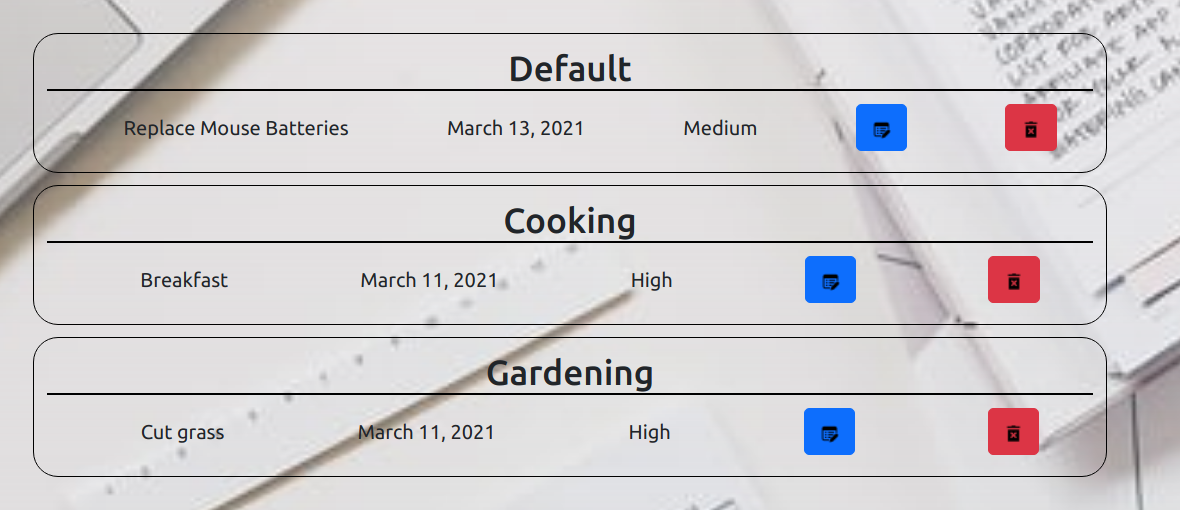 Default
Replace Mouse Batteries March 13, 2021 Medium
Cooking
Breakfast March 11, 2021 High
Gardening
Cut grass March 11, 2021 High